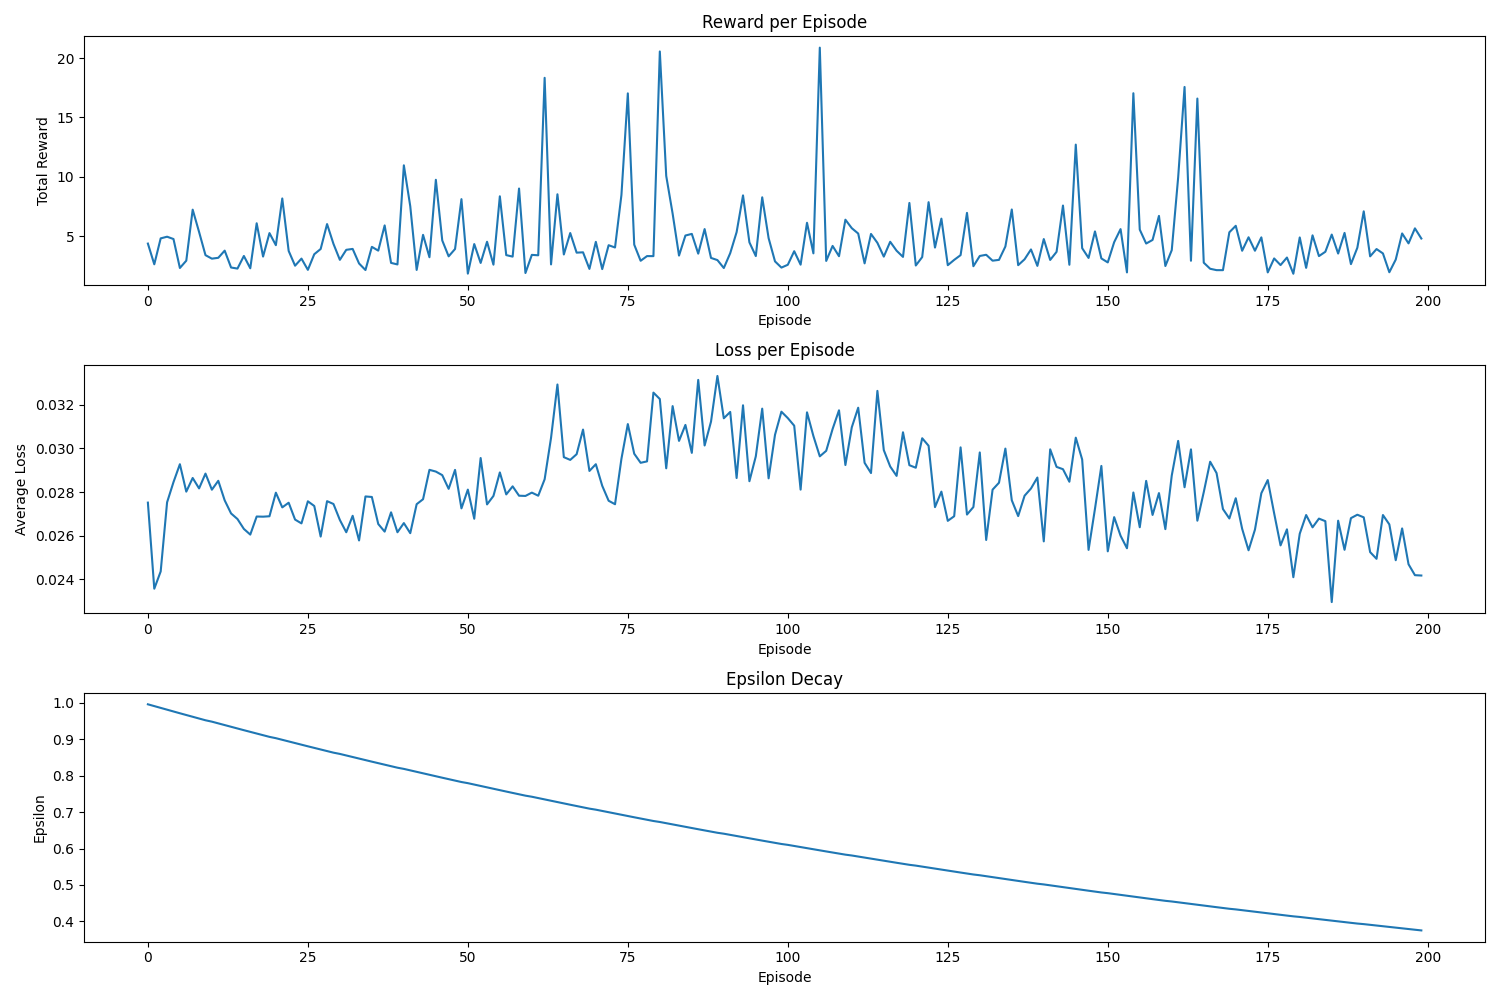 Reward per Episode
20
15
10
5
Total Reward
0 25 50 75 100 125 150 175 200
Episode
Loss per Episode
0.032
0.030
0.028
0.026
0.024
Average Loss
0 25 50 75 100 125 150 175 200
Episode
Epsilon Decay
1.0
0.9
0.8
0.7
0.6
0.5
0.4
Epsilon
0 25 50 75 100 125 150 175 200
Episode